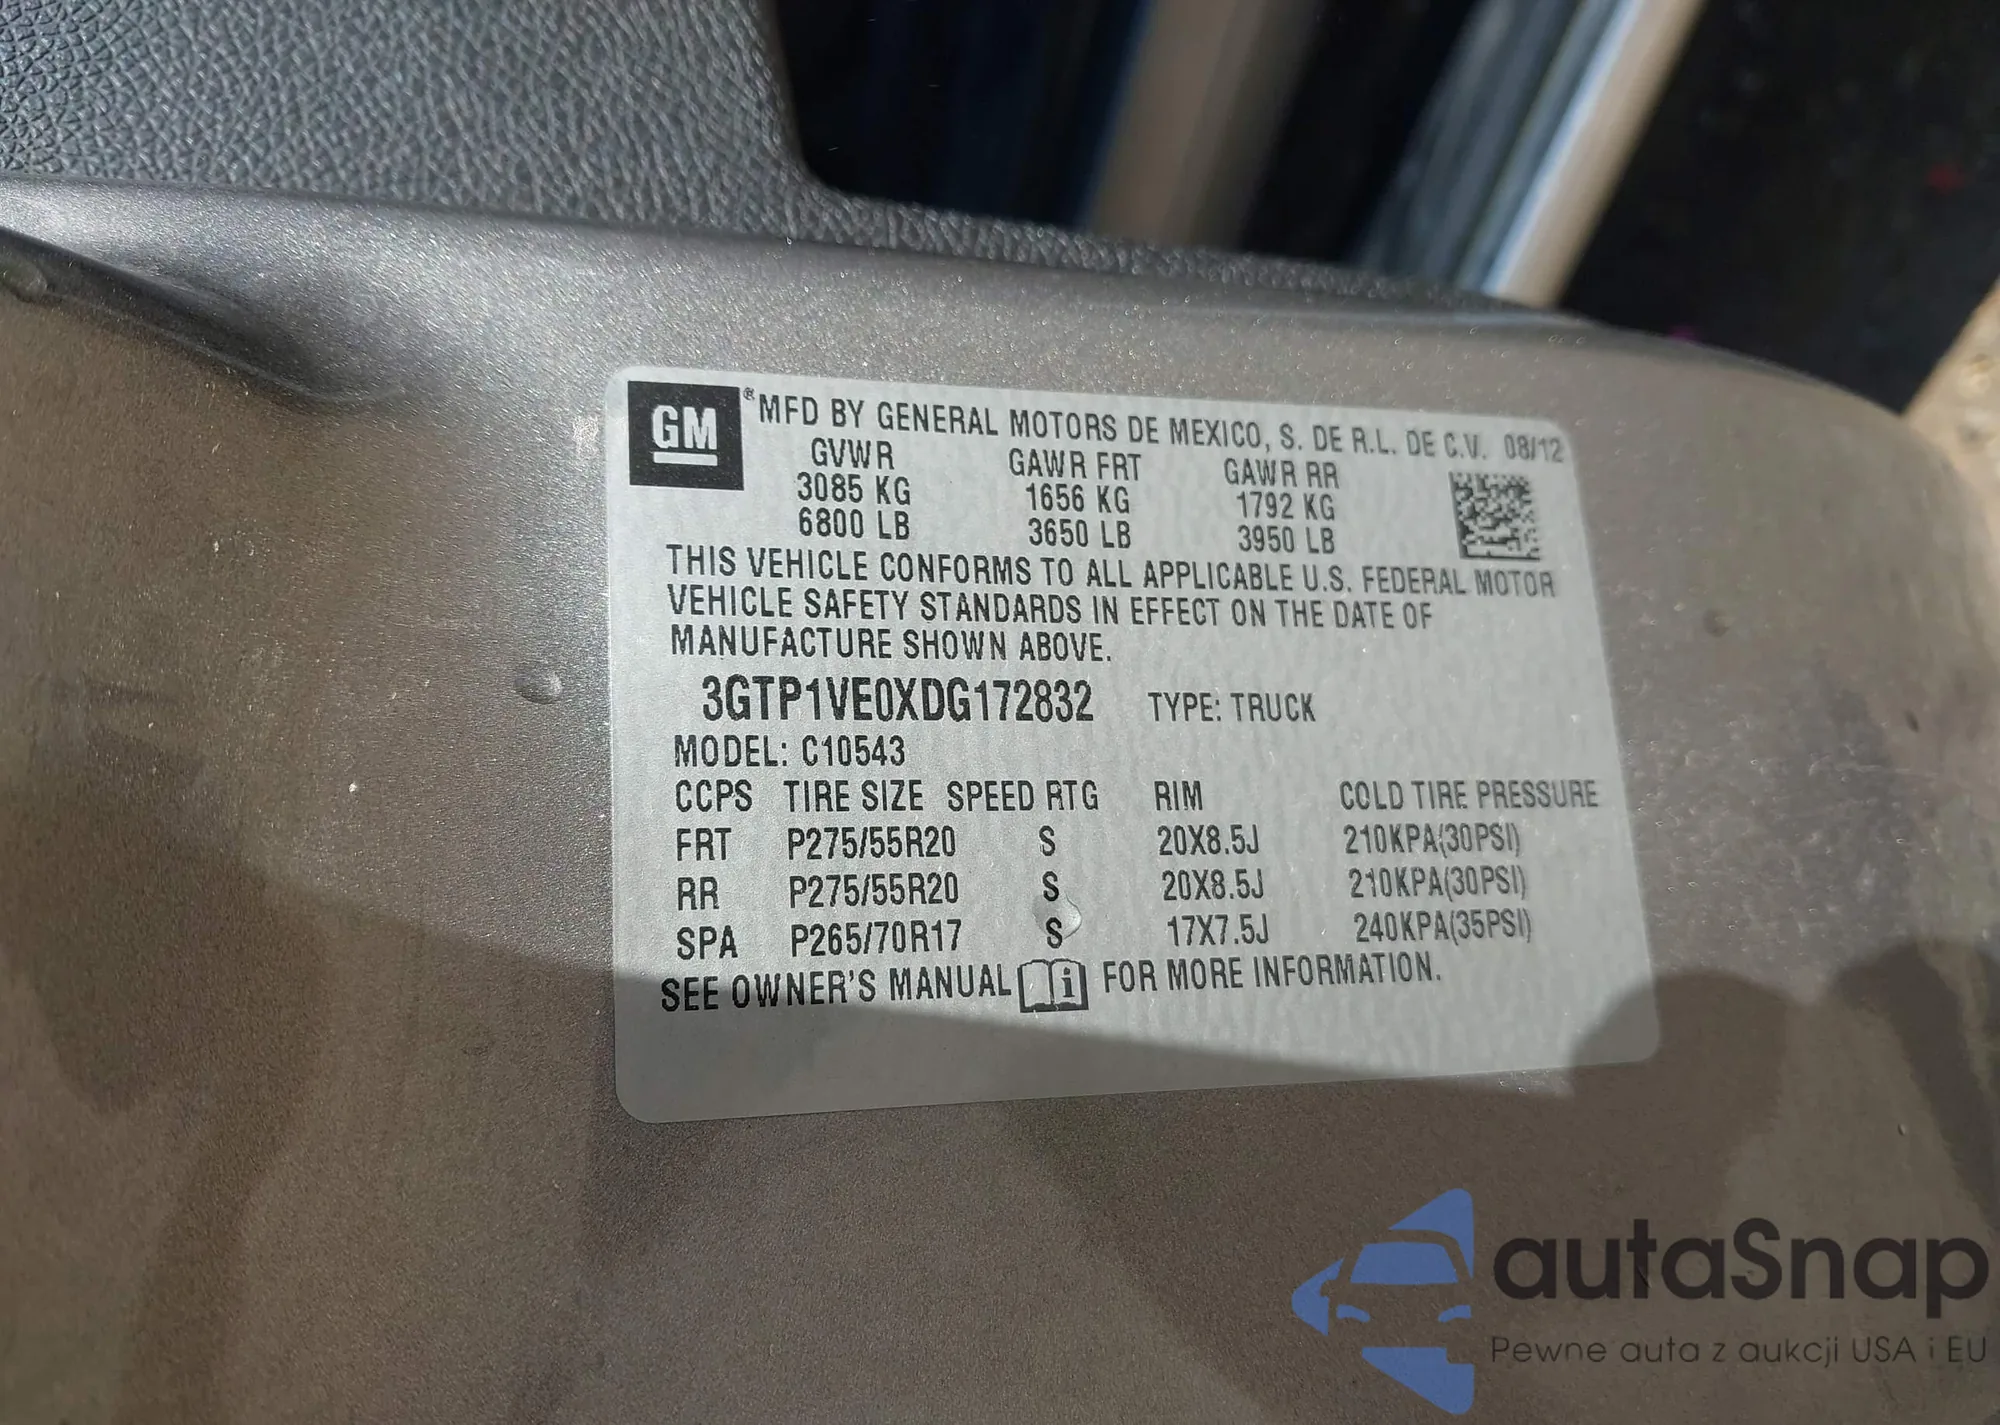 GM ® MFD BY GENERAL MOTORS DE MEXICO, S. DE R.L. DE C.V. 08/12
GVWR GAWR FRT GAWR RR
3085 KG 1656 KG 1792 KG
6800 LB 3650 LB 3950 LB
THIS VEHICLE CONFORMS TO ALL APPLICABLE U.S. FEDERAL MOTOR
VEHICLE SAFETY STANDARDS IN EFFECT ON THE DATE OF
MANUFACTURE SHOWN ABOVE.
3GTP1VE0XDG172832 TYPE: TRUCK
MODEL: C10543
CCPS TIRE SIZE SPEED RTG RIM COLD TIRE PRESSURE
FRT P275/55R20 S 20X8.5J 210KPA(30PSI)
RR P275/55R20 S 20X8.5J 210KPA(30PSI)
SPA P265/70R17 S 17X7.5J 240KPA(35PSI)
SEE OWNER'S MANUAL i FOR MORE INFORMATION.
autaSnap
Pewne auta z aukcji USA i EU